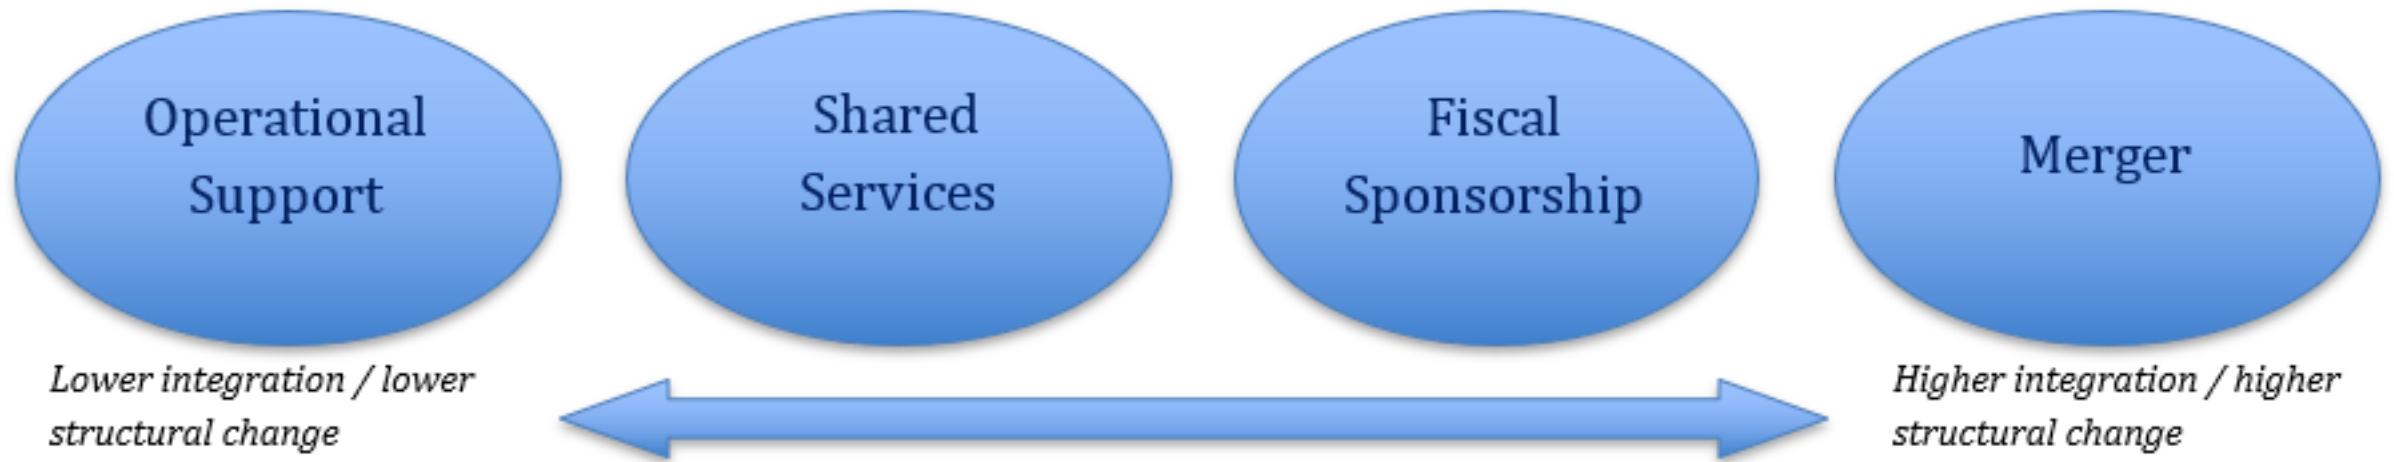 Operational
Support
Shared
Services
Fiscal
Sponsorship
Merger
Lower integration / lower
structural change
Higher integration / higher
structural change